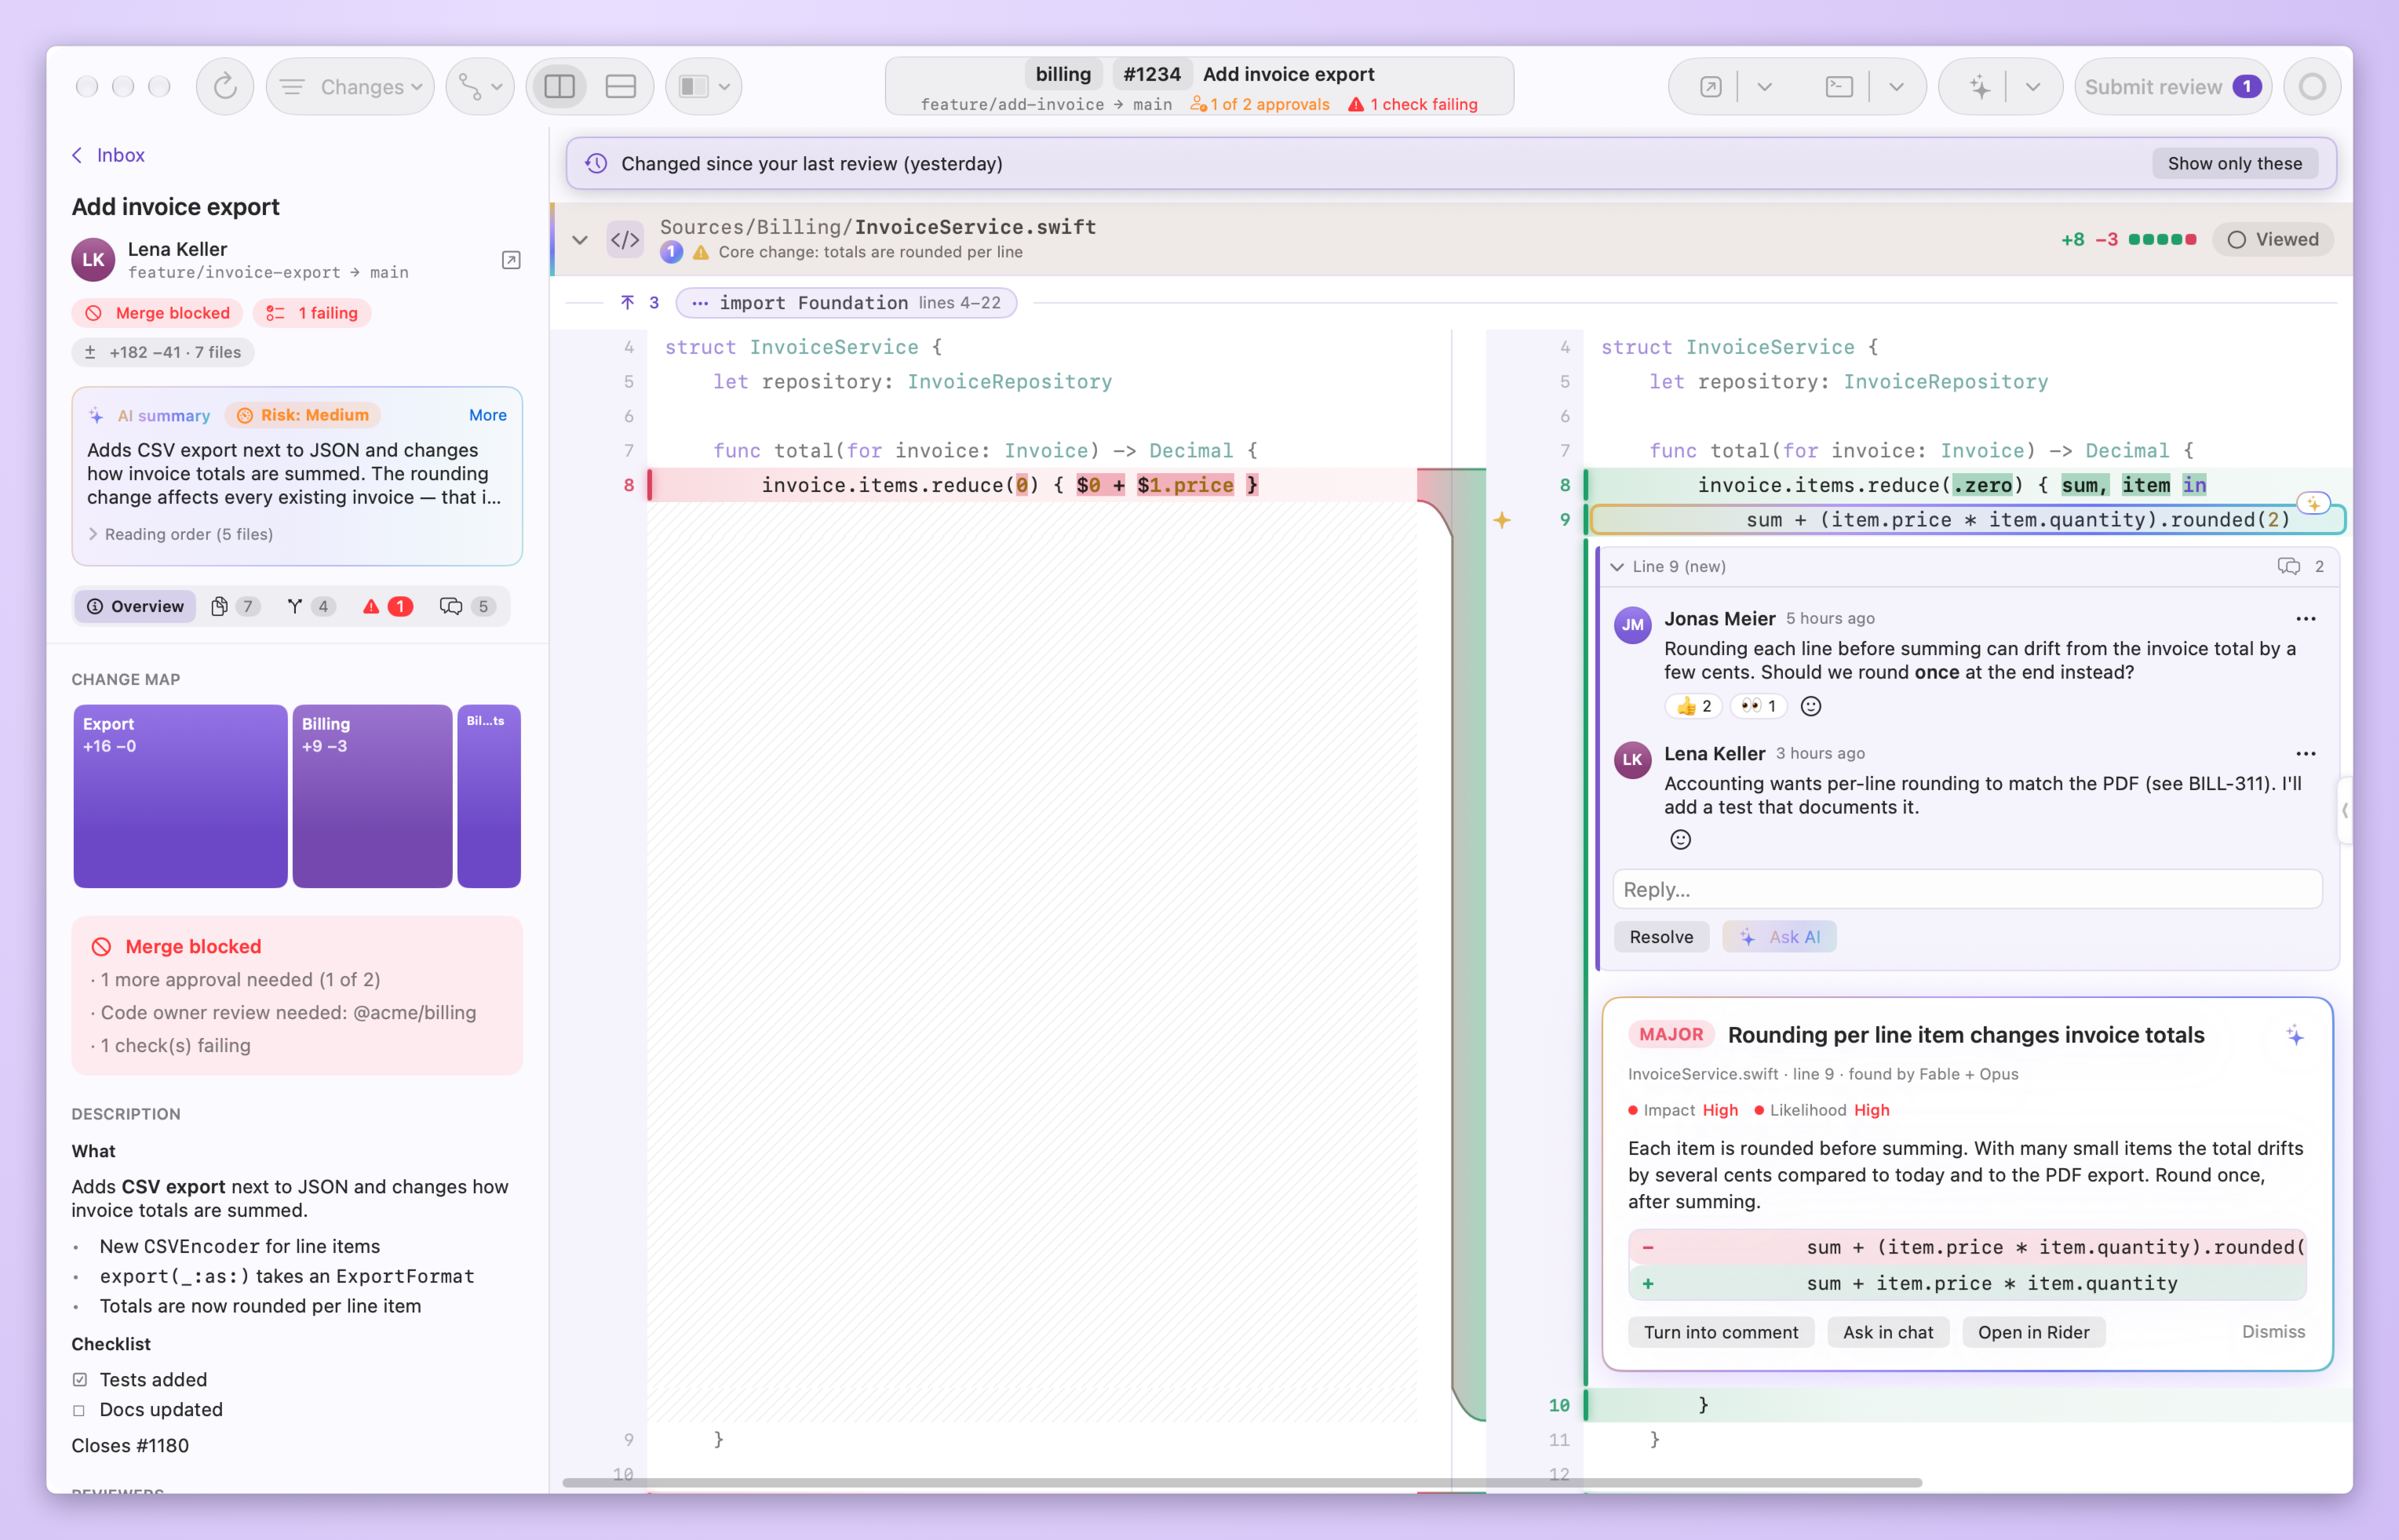 Changes
billing #1234 Add invoice export
feature/add-invoice → main 1 of 2 approvals 1 check failing
Submit review 1
Inbox
Add invoice export
LK Lena Keller
feature/invoice-export → main
Merge blocked 1 failing
± +182 −41 · 7 files
AI summary Risk: Medium More
Adds CSV export next to JSON and changes
how invoice totals are summed. The rounding
change affects every existing invoice — that i...
Reading order (5 files)
Overview 7 4 1 5
CHANGE MAP
Export
+16 −0
Billing
+9 −3
Bil...ts
Merge blocked
· 1 more approval needed (1 of 2)
· Code owner review needed: @acme/billing
· 1 check(s) failing
DESCRIPTION
What
Adds CSV export next to JSON and changes how
invoice totals are summed.
• New CSVEncoder for line items
• export(_:as:) takes an ExportFormat
• Totals are now rounded per line item
Checklist
Tests added
Docs updated
Closes #1180
REVIEWERS
Changed since your last review (yesterday) Show only these
</> Sources/Billing/InvoiceService.swift
1 Core change: totals are rounded per line
+8 −3 Viewed
3 ... import Foundation lines 4–22
4 struct InvoiceService {
5 let repository: InvoiceRepository
6
7 func total(for invoice: Invoice) -> Decimal {
8 invoice.items.reduce(0) { $0 + $1.price }
9 }
10
4 struct InvoiceService {
5 let repository: InvoiceRepository
6
7 func total(for invoice: Invoice) -> Decimal {
8 invoice.items.reduce(.zero) { sum, item in
9 sum + (item.price * item.quantity).rounded(2)
Line 9 (new) 2
JM Jonas Meier 5 hours ago ...
Rounding each line before summing can drift from the invoice total by a
few cents. Should we round once at the end instead?
👍 2 👀 1
LK Lena Keller 3 hours ago ...
Accounting wants per-line rounding to match the PDF (see BILL-311). I'll
add a test that documents it.
Reply...
Resolve Ask AI
MAJOR Rounding per line item changes invoice totals
InvoiceService.swift · line 9 · found by Fable + Opus
Impact High Likelihood High
Each item is rounded before summing. With many small items the total drifts
by several cents compared to today and to the PDF export. Round once,
after summing.
− sum + (item.price * item.quantity).rounded(
+ sum + item.price * item.quantity
Turn into comment Ask in chat Open in Rider Dismiss
10 }
11 }
12